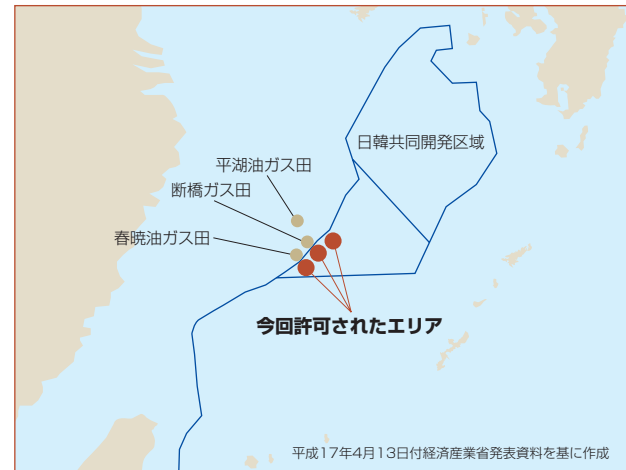 日韓共同開発区域
平湖油ガス田
断橋ガス田
春暁油ガス田
今回許可されたエリア
平成17年4月13日付経済産業省発表資料を基に作成